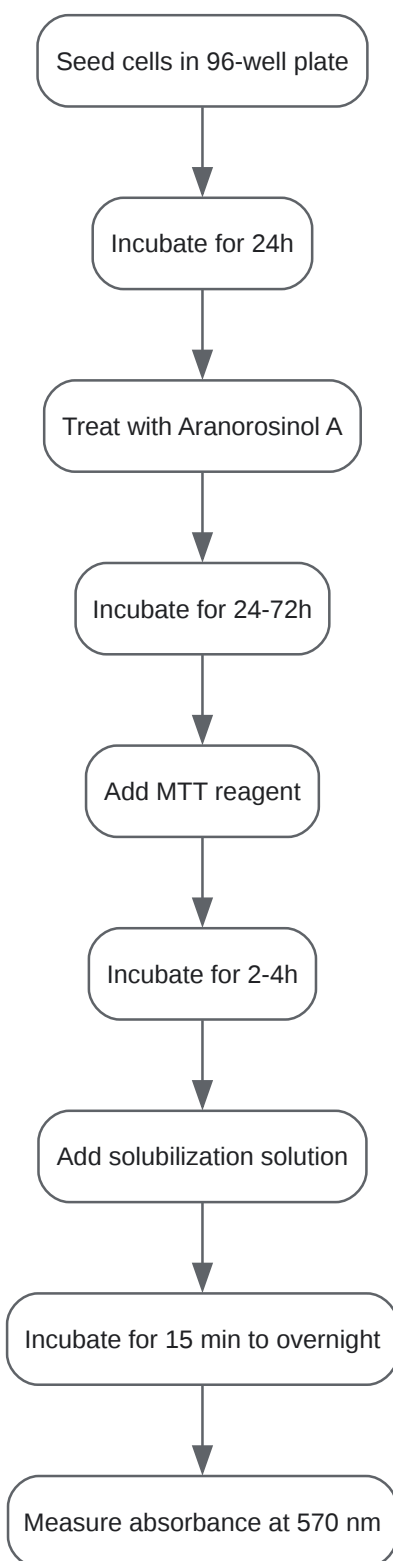 Seed cells in 96-well plate
Incubate for 24h
Treat with Aranorosinol A
Incubate for 24-72h
Add MTT reagent
Incubate for 2-4h
Add solubilization solution
Incubate for 15 min to overnight
Measure absorbance at 570 nm